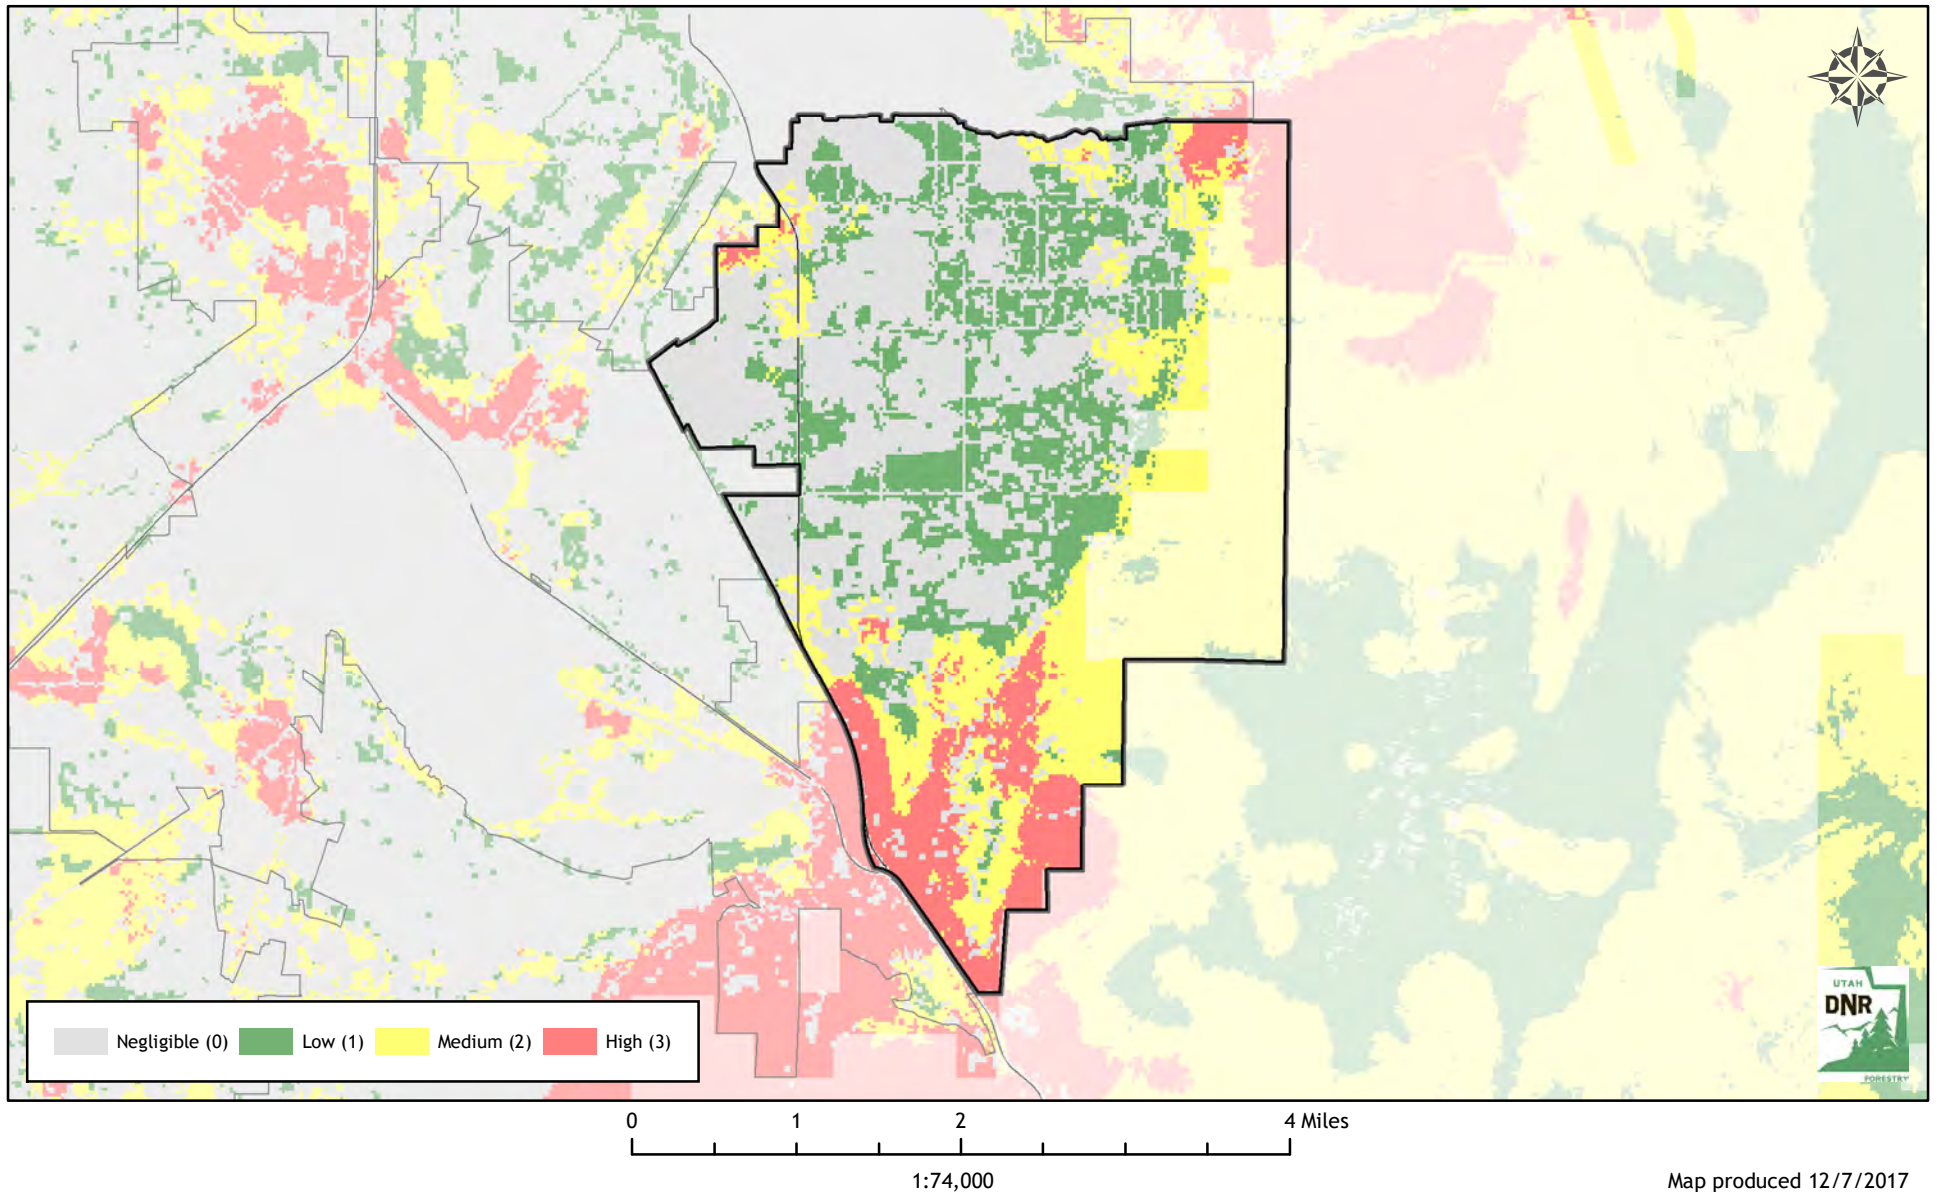 UTAH
DNR
FORESTRY
Negligible (0) Low (1) Medium (2) High (3)
0 1 2 4 Miles
1:74,000
Map produced 12/7/2017